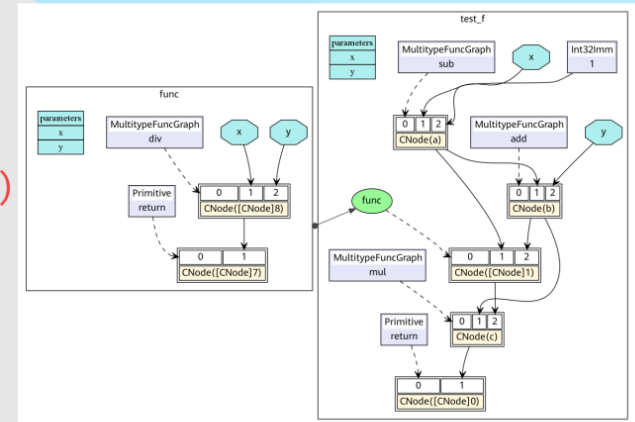 func
parameters
x
y
MultitypeFuncGraph
div
x
y
Primitive
return
0 1 2
CNode([CNode]8)
0 1
CNode([CNode]7)
test_f
parameters
x
y
MultitypeFuncGraph
sub
x
Int32Imm
1
0 1 2
CNode(a)
MultitypeFuncGraph
add
y
0 1 2
CNode(b)
func
0 1 2
CNode([CNode]1)
MultitypeFuncGraph
mul
0 1 2
CNode(c)
Primitive
return
0 1
CNode([CNode]0)
)